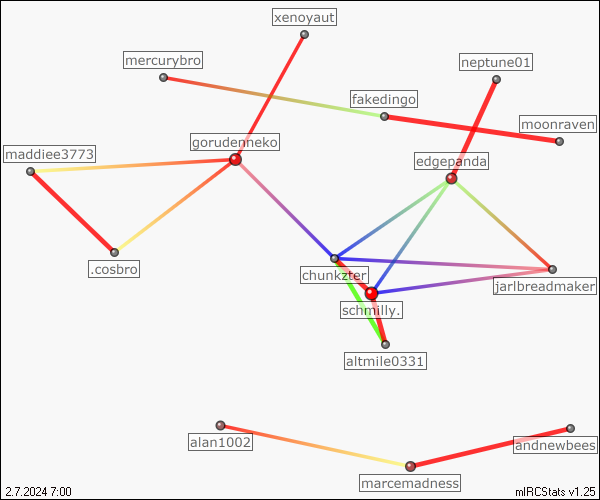 xenoyaut
mercurybro
neptune01
fakedingo
moonraven
gorudenneko
maddiee3773
edgepanda
.cosbro
chunkzter
jarlbreadmaker
schmilly.
altmile0331
alan1002
andnewbees
marcemadness
2.7.2024 7:00
mIRCStats v1.25